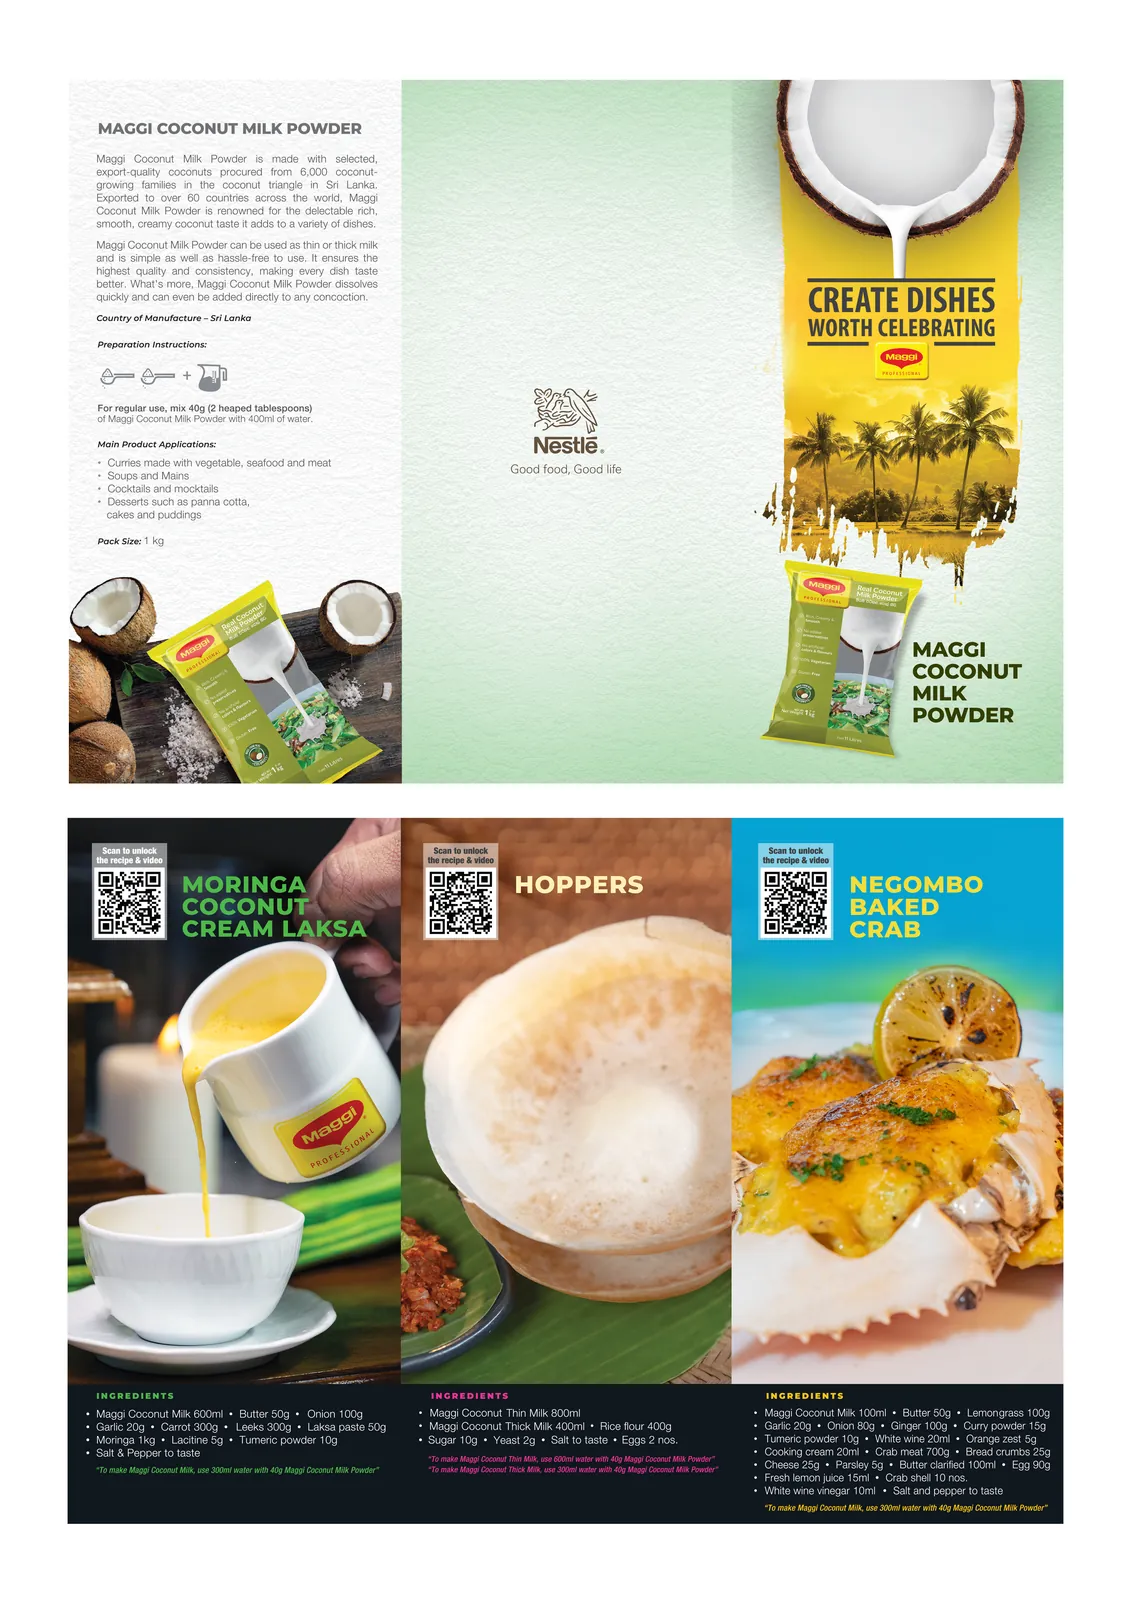 MAGGI COCONUT MILK POWDER
Maggi Coconut Milk Powder is made with selected,
export-quality coconuts procured from 6,000 coconut-
growing families in the coconut triangle in Sri Lanka.
Exported to over 60 countries across the world, Maggi
Coconut Milk Powder is renowned for the delectable rich,
smooth, creamy coconut taste it adds to a variety of dishes.
Maggi Coconut Milk Powder can be used as thin or thick milk
and is simple as well as hassle-free to use. It ensures the
highest quality and consistency, making every dish taste
better. What's more, Maggi Coconut Milk Powder dissolves
quickly and can even be added directly to any concoction.
Country of Manufacture – Sri Lanka
Preparation Instructions:
+
For regular use, mix 40g (2 heaped tablespoons)
of Maggi Coconut Milk Powder with 400ml of water.
Main Product Applications:
• Curries made with vegetable, seafood and meat
• Soups and Mains
• Cocktails and mocktails
• Desserts such as panna cotta,
cakes and puddings
Pack Size: 1 kg
Maggi
PROFESSIONAL
Real Coconut
Milk Powder
1 kg
Nestlé®
Good food, Good life
CREATE DISHES
WORTH CELEBRATING
Maggi
PROFESSIONAL
Maggi
PROFESSIONAL
Real Coconut
Milk Powder
1 kg
MAGGI
COCONUT
MILK
POWDER
Scan to unlock
the recipe & video
MORINGA
COCONUT
CREAM LAKSA
Maggi
PROFESSIONAL
INGREDIENTS
• Maggi Coconut Milk 600ml • Butter 50g • Onion 100g
• Garlic 20g • Carrot 300g • Leeks 300g • Laksa paste 50g
• Moringa 1kg • Lacitine 5g • Tumeric powder 10g
• Salt & Pepper to taste
"To make Maggi Coconut Milk, use 300ml water with 40g Maggi Coconut Milk Powder"
Scan to unlock
the recipe & video
HOPPERS
INGREDIENTS
• Maggi Coconut Thin Milk 800ml
• Maggi Coconut Thick Milk 400ml • Rice flour 400g
• Sugar 10g • Yeast 2g • Salt to taste • Eggs 2 nos.
"To make Maggi Coconut Thin Milk, use 600ml water with 40g Maggi Coconut Milk Powder"
"To make Maggi Coconut Thick Milk, use 300ml water with 40g Maggi Coconut Milk Powder"
Scan to unlock
the recipe & video
NEGOMBO
BAKED
CRAB
INGREDIENTS
• Maggi Coconut Milk 100ml • Butter 50g • Lemongrass 100g
• Garlic 20g • Onion 80g • Ginger 100g • Curry powder 15g
• Tumeric powder 10g • White wine 20ml • Orange zest 5g
• Cooking cream 20ml • Crab meat 700g • Bread crumbs 25g
• Cheese 25g • Parsley 5g • Butter clarified 100ml • Egg 90g
• Fresh lemon juice 15ml • Crab shell 10 nos.
• White wine vinegar 10ml • Salt and pepper to taste
"To make Maggi Coconut Milk, use 300ml water with 40g Maggi Coconut Milk Powder"